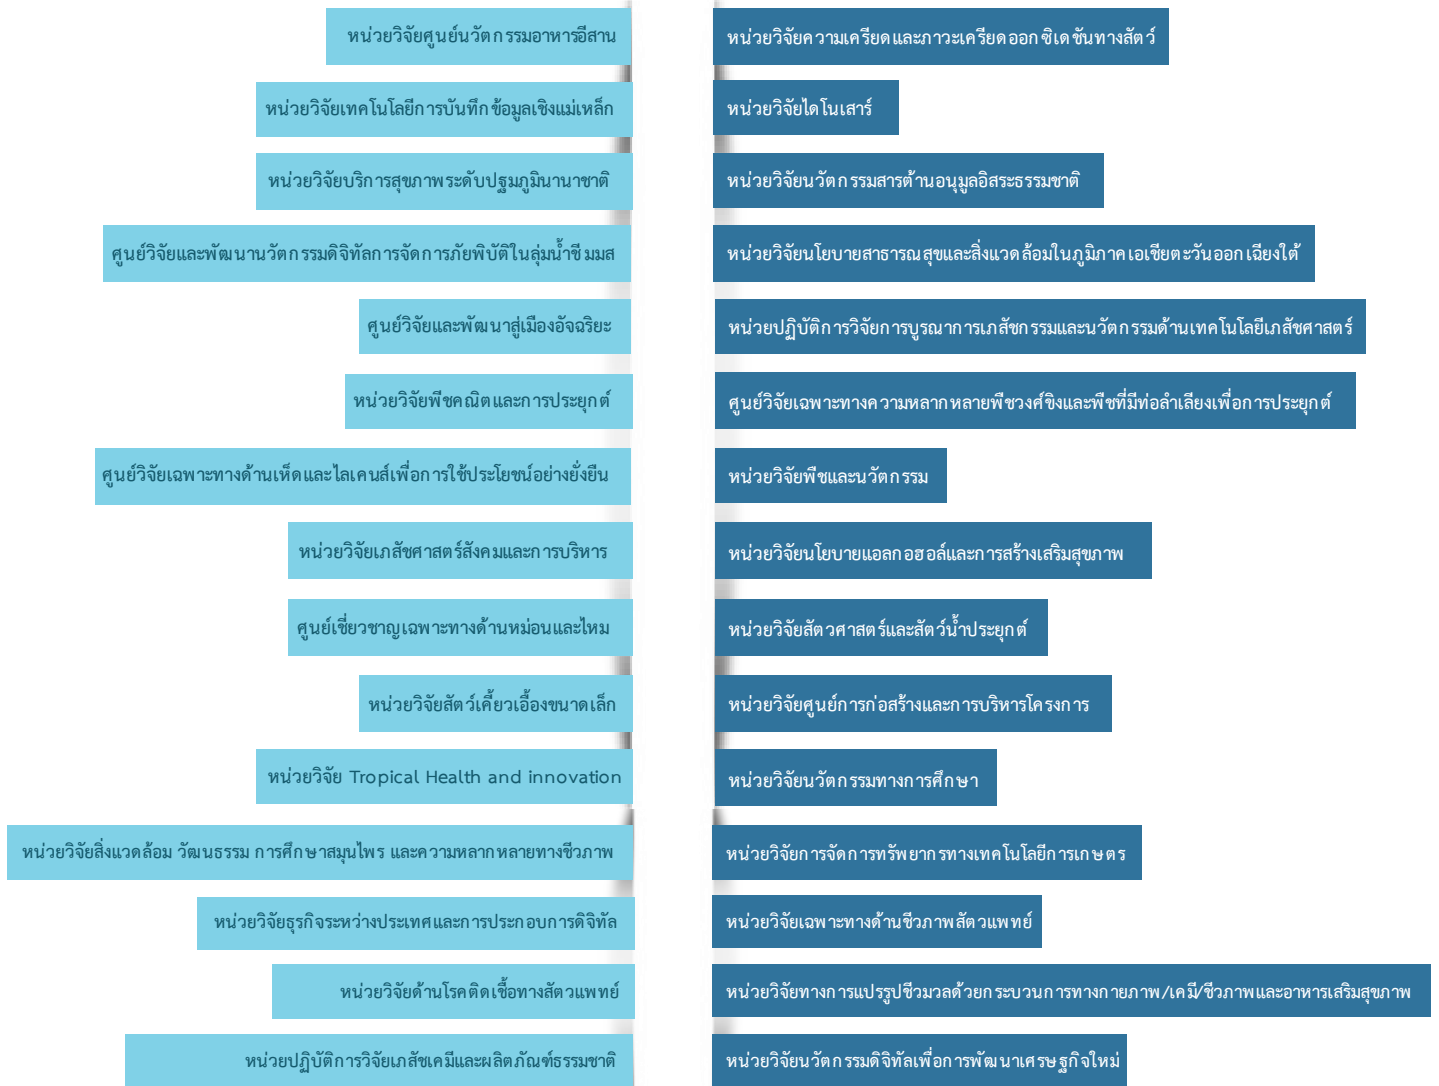 หน่วยวิจัยศูนย์นวัตกรรมอาหารอีสาน
หน่วยวิจัยความเครียดและภาวะเครียดออกซิเดชันทางสัตว์
หน่วยวิจัยเทคโนโลยีการบันทึกข้อมูลเชิงแม่เหล็ก
หน่วยวิจัยไดโนเสาร์
หน่วยวิจัยบริการสุขภาพระดับปฐมภูมินานาชาติ
หน่วยวิจัยนวัตกรรมสารต้านอนุมูลอิสระธรรมชาติ
ศูนย์วิจัยและพัฒนานวัตกรรมดิจิทัลการจัดการภัยพิบัติในลุ่มน้ำชี มมส
หน่วยวิจัยนโยบายสาธารณสุขและสิ่งแวดล้อมในภูมิภาคเอเชียตะวันออกเฉียงใต้
ศูนย์วิจัยและพัฒนาสู่เมืองอัจฉริยะ
หน่วยปฏิบัติการวิจัยการบูรณาการเภสัชกรรมและนวัตกรรมด้านเทคโนโลยีเภสัชศาสตร์
หน่วยวิจัยพีชคณิตและการประยุกต์
ศูนย์วิจัยเฉพาะทางความหลากหลายพืชวงศ์ขิงและพืชที่มีท่อลำเลียงเพื่อการประยุกต์
ศูนย์วิจัยเฉพาะทางด้านเห็ดและไลเคนส์เพื่อการใช้ประโยชน์อย่างยั่งยืน
หน่วยวิจัยพืชและนวัตกรรม
หน่วยวิจัยเภสัชศาสตร์สังคมและการบริหาร
หน่วยวิจัยนโยบายแอลกอฮอล์และการสร้างเสริมสุขภาพ
ศูนย์เชี่ยวชาญเฉพาะทางด้านหม่อนและไหม
หน่วยวิจัยสัตวศาสตร์และสัตว์น้ำประยุกต์
หน่วยวิจัยสัตว์เคี้ยวเอื้องขนาดเล็ก
หน่วยวิจัยศูนย์การก่อสร้างและการบริหารโครงการ
หน่วยวิจัย Tropical Health and innovation
หน่วยวิจัยนวัตกรรมทางการศึกษา
หน่วยวิจัยสิ่งแวดล้อม วัฒนธรรม การศึกษาสมุนไพร และความหลากหลายทางชีวภาพ
หน่วยวิจัยการจัดการทรัพยากรทางเทคโนโลยีการเกษตร
หน่วยวิจัยธุรกิจระหว่างประเทศและการประกอบการดิจิทัล
หน่วยวิจัยเฉพาะทางด้านชีวภาพสัตวแพทย์
หน่วยวิจัยด้านโรคติดเชื้อทางสัตวแพทย์
หน่วยวิจัยทางการแปรรูปชีวมวลด้วยกระบวนการทางกายภาพ/เคมี/ชีวภาพและอาหารเสริมสุขภาพ
หน่วยปฏิบัติการวิจัยเภสัชเคมีและผลิตภัณฑ์ธรรมชาติ
หน่วยวิจัยนวัตกรรมดิจิทัลเพื่อการพัฒนาเศรษฐกิจใหม่